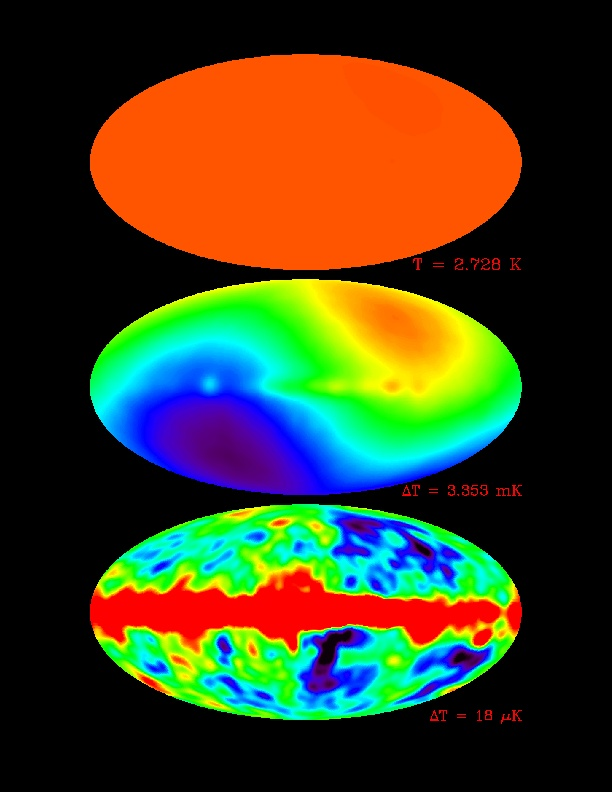 T = 2.728 K
ΔT = 3.353 mK
ΔT = 18 μK